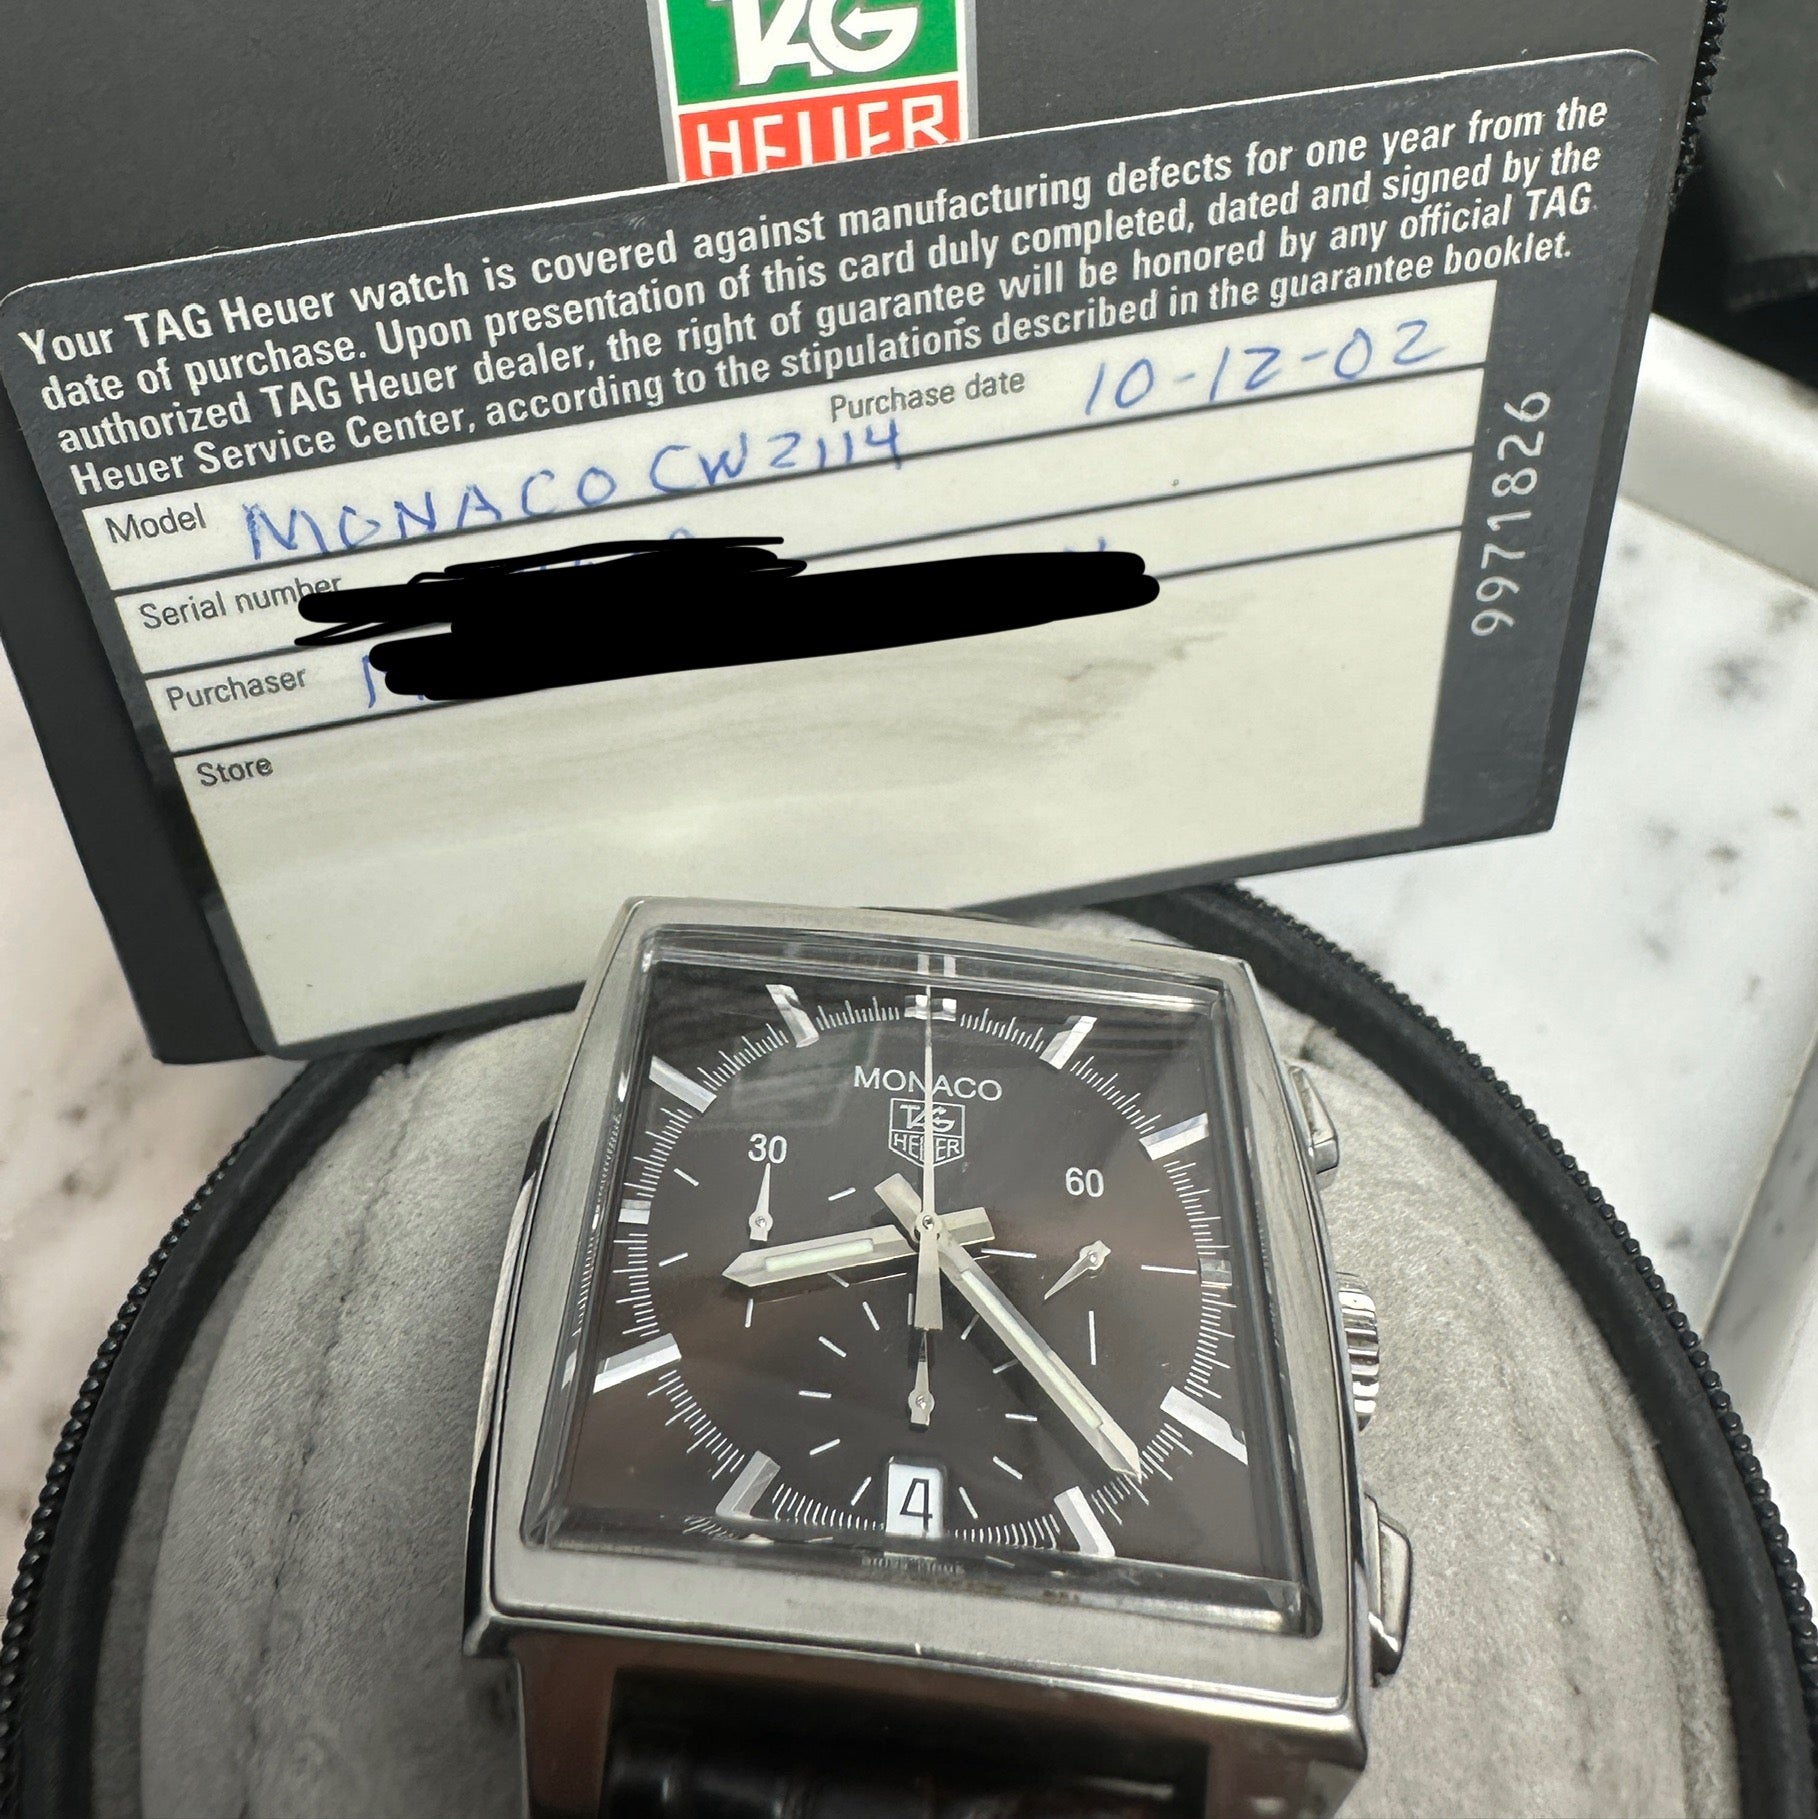 TAG
HEUER
Your TAG Heuer watch is covered against manufacturing defects for one year from the
date of purchase. Upon presentation of this card duly completed, dated and signed by the
authorized TAG Heuer dealer, the right of guarantee will be honored by any official TAG
Heuer Service Center, according to the stipulations described in the guarantee booklet.
Model MONACO CW2114 Purchase date 10-12-02
Serial number
Purchaser
Store
9971826
MONACO
TAG
HEUER
30
60
4